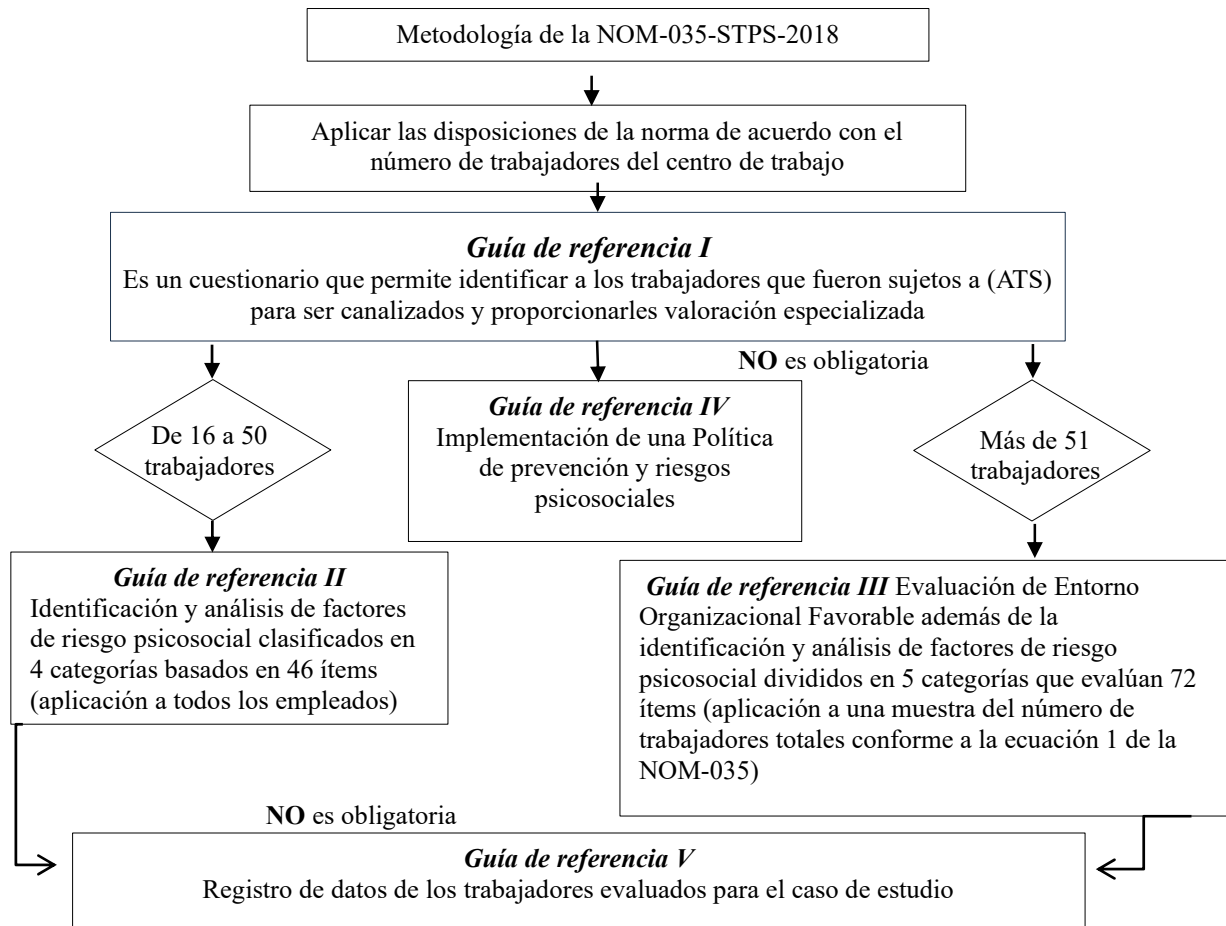 Metodología de la NOM-035-STPS-2018
Aplicar las disposiciones de la norma de acuerdo con el
número de trabajadores del centro de trabajo
Guía de referencia I
Es un cuestionario que permite identificar a los trabajadores que fueron sujetos a (ATS)
para ser canalizados y proporcionarles valoración especializada
NO es obligatoria
De 16 a 50
trabajadores
Guía de referencia IV
Implementación de una Política
de prevención y riesgos
psicosociales
Más de 51
trabajadores
Guía de referencia II
Identificación y análisis de factores
de riesgo psicosocial clasificados en
4 categorías basados en 46 ítems
(aplicación a todos los empleados)
Guía de referencia III Evaluación de Entorno
Organizacional Favorable además de la
identificación y análisis de factores de riesgo
psicosocial divididos en 5 categorías que evalúan 72
ítems (aplicación a una muestra del número de
trabajadores totales conforme a la ecuación 1 de la
NOM-035)
NO es obligatoria
Guía de referencia V
Registro de datos de los trabajadores evaluados para el caso de estudio